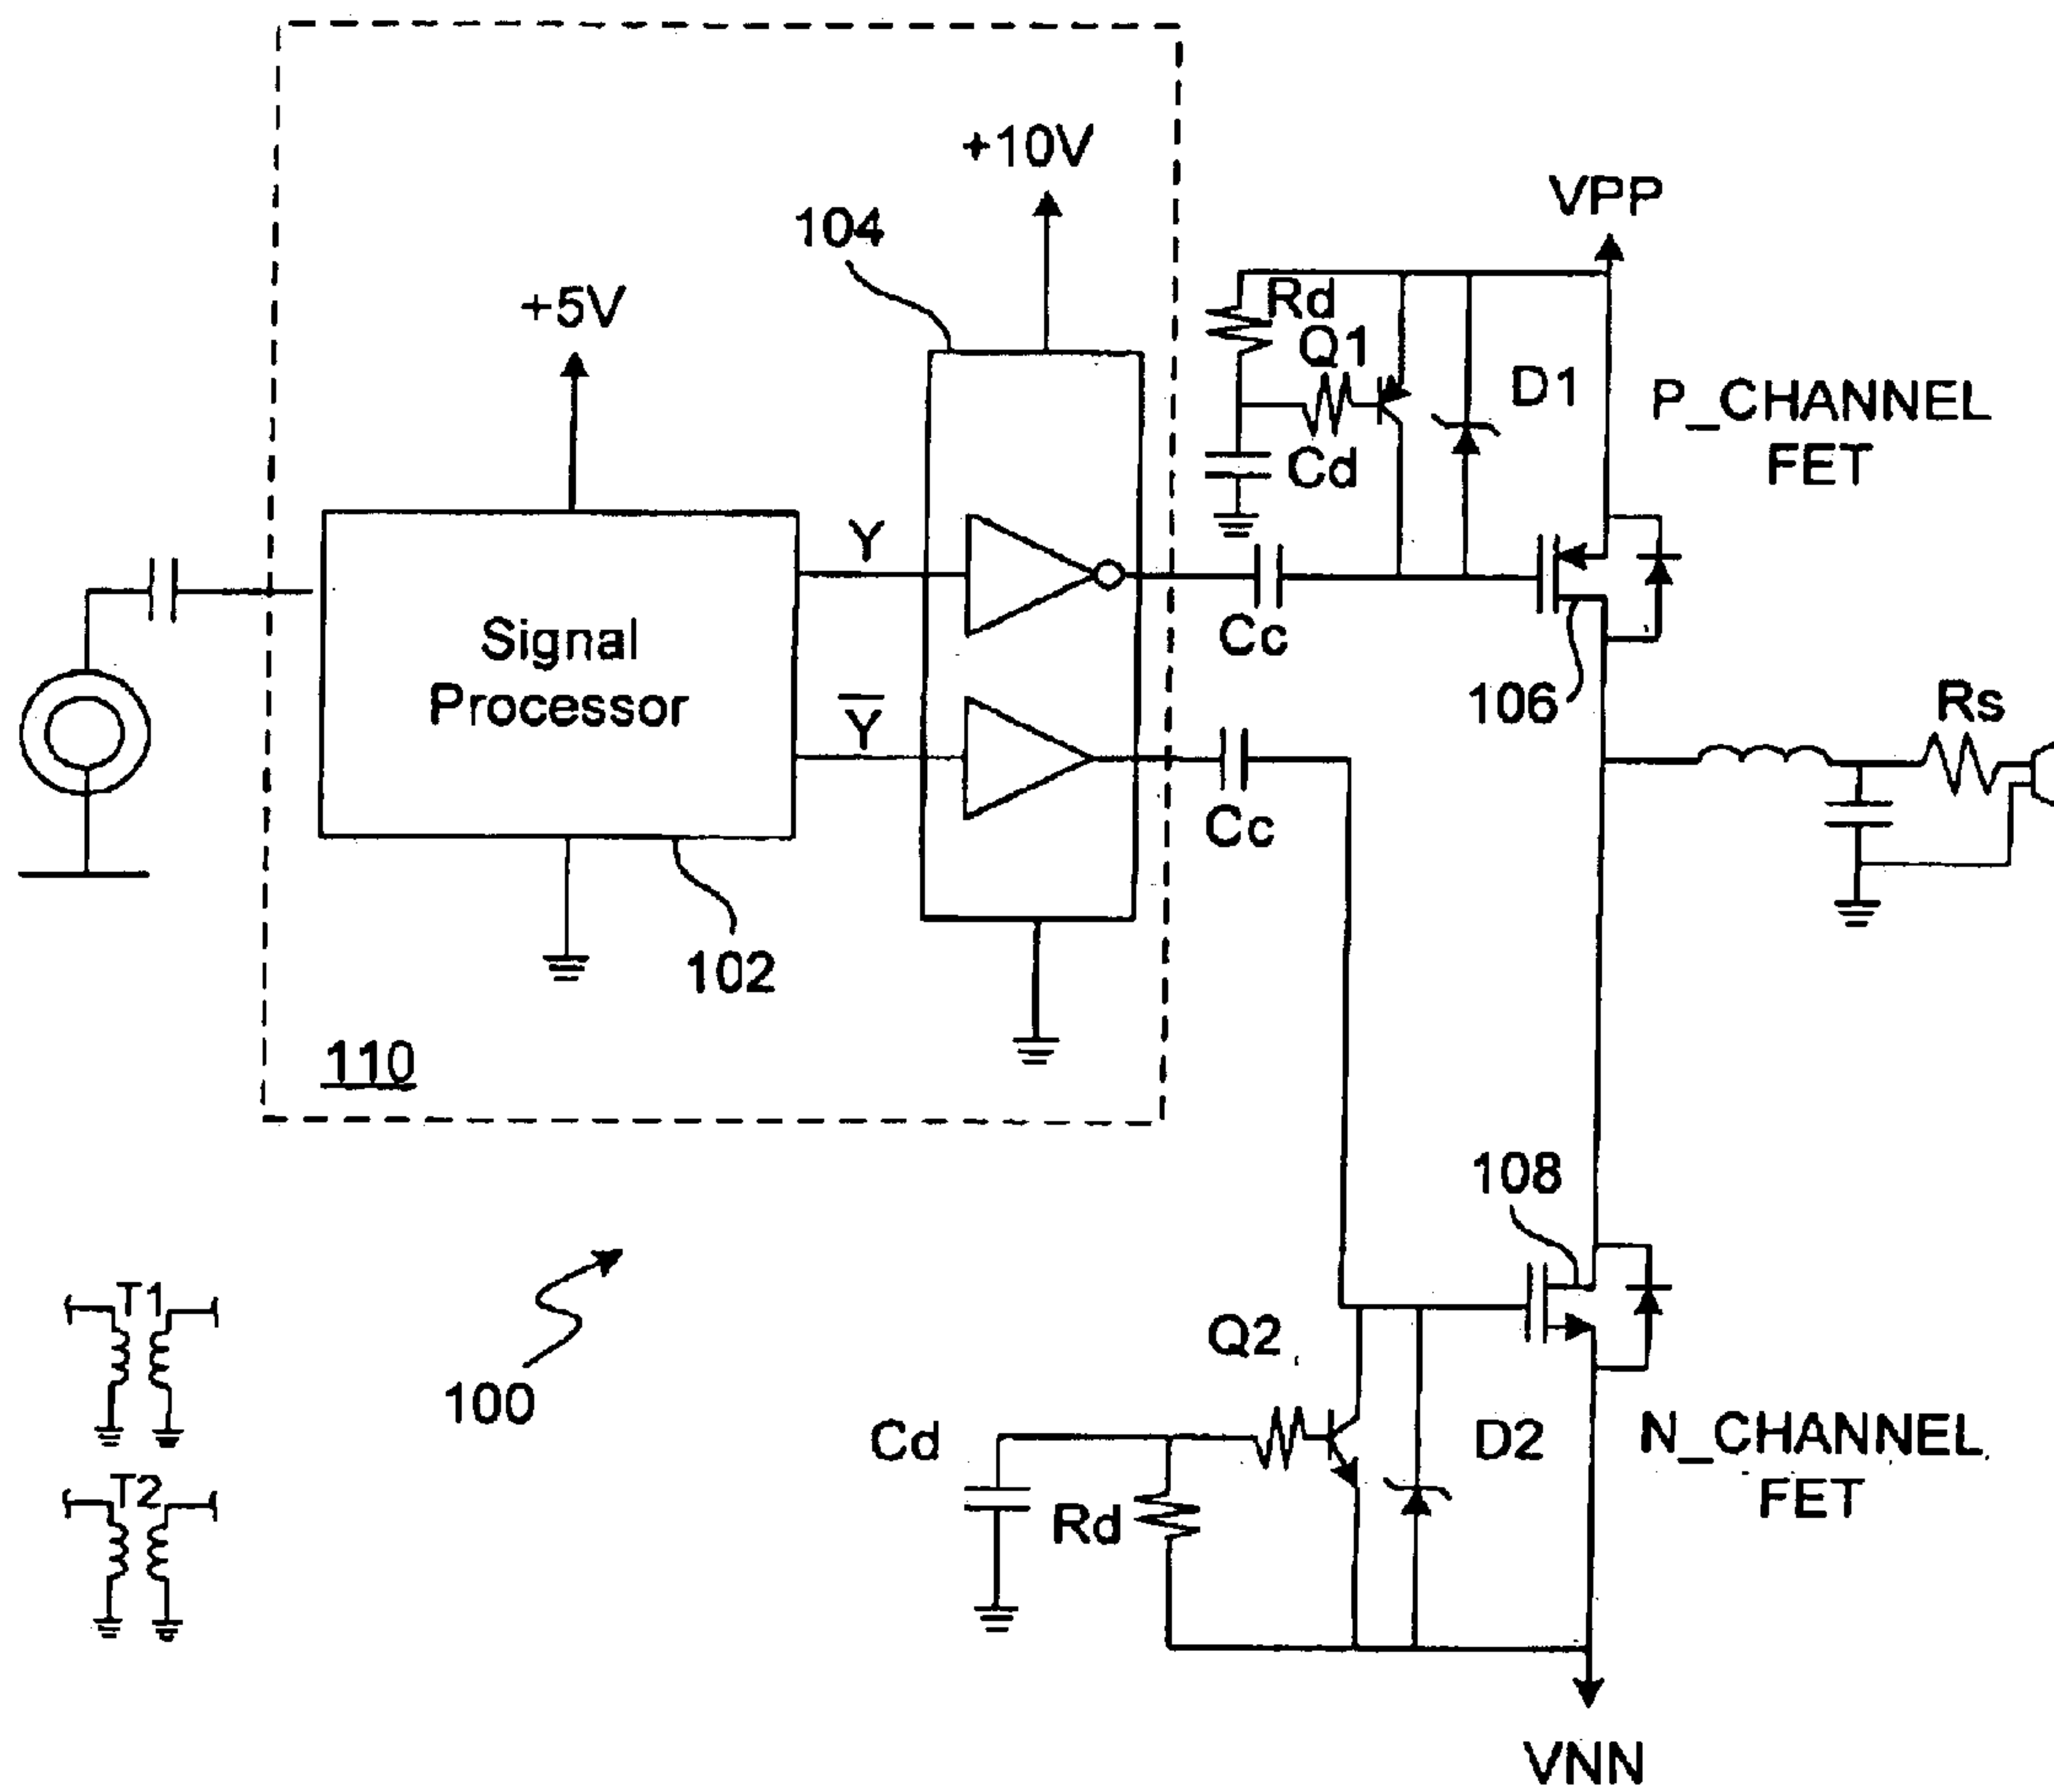 +10V
VPP
104
+5V
Rd
Q1
D1
P_CHANNEL
FET
Cd
Y
Signal
Processor
Cc
106
Rs
Y̅
Cc
102
110
108
T1
Q2
100
Cd
D2
N_CHANNEL
FET
T2
Rd
VNN